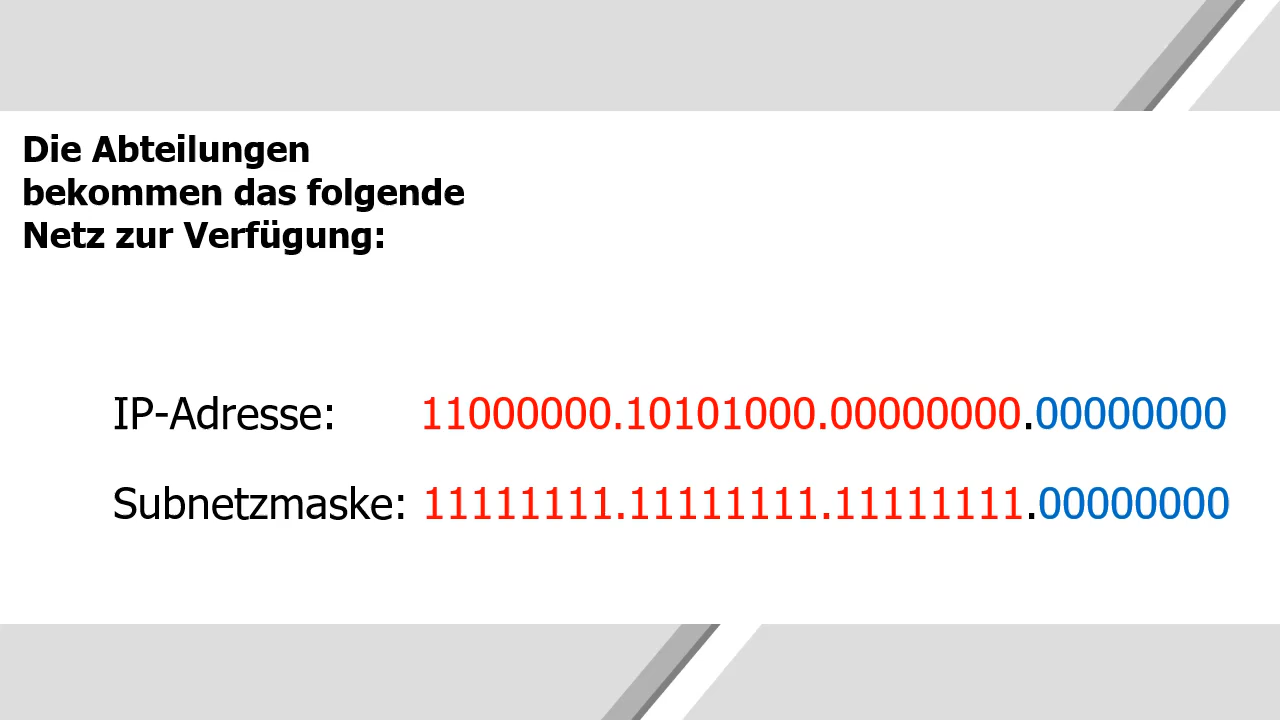 Die Abteilungen
bekommen das folgende
Netz zur Verfügung:
IP-Adresse: 11000000.10101000.00000000.00000000
Subnetzmaske: 11111111.11111111.11111111.00000000